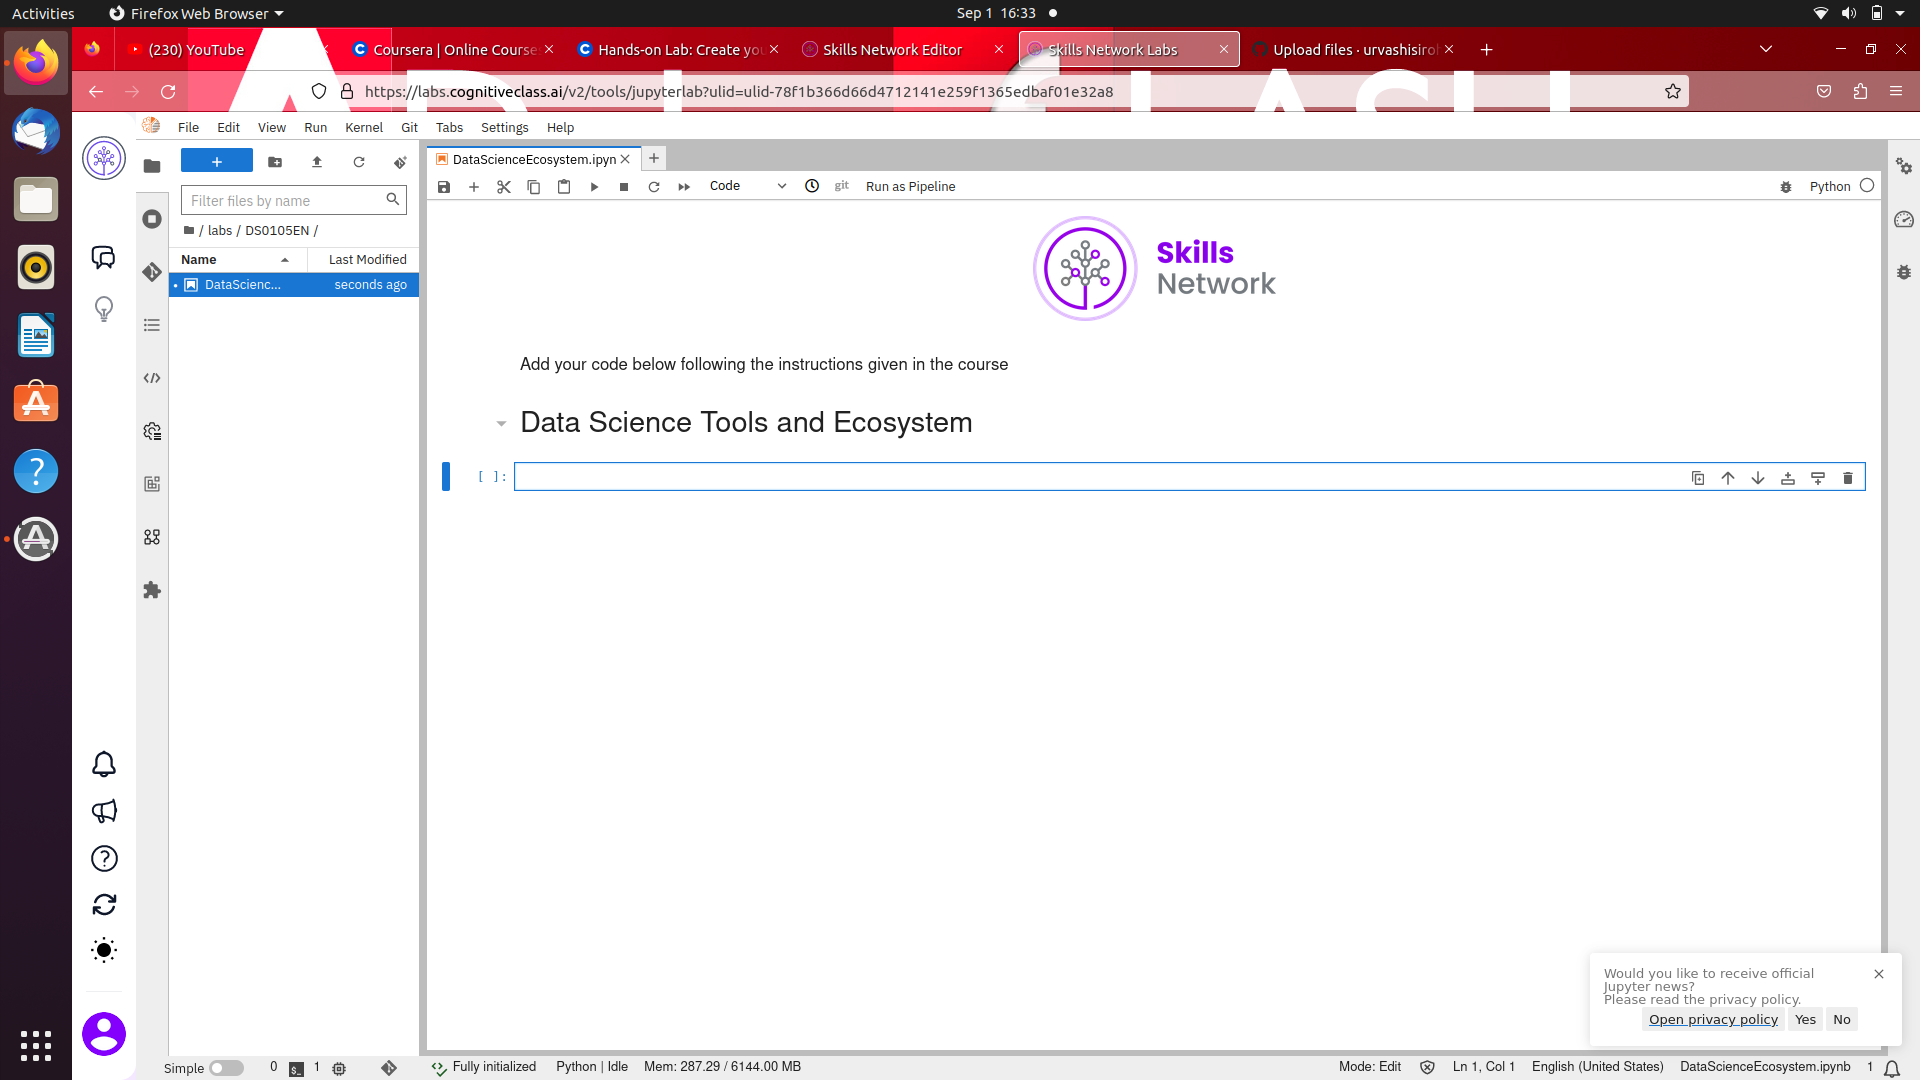 Activities
Firefox Web Browser
Sep 1 16:33
(230) YouTube
Coursera | Online Course
Hands-on Lab: Create you
Skills Network Editor
Skills Network Labs
Upload files · urvashisiroh
https://labs.cognitiveclass.ai/v2/tools/jupyterlab?ulid=ulid-78f1b366d66d4712141e259f1365edbaf01e32a8
File Edit View Run Kernel Git Tabs Settings Help
DataScienceEcosystem.ipyn
Filter files by name
/ labs / DS0105EN /
Name Last Modified
DataScienc... seconds ago
Code
git
Run as Pipeline
Python
Skills
Network
Add your code below following the instructions given in the course
Data Science Tools and Ecosystem
[ ]:
Would you like to receive official
Jupyter news?
Please read the privacy policy.
Open privacy policy Yes No
Simple 0 $_ 1 Fully initialized Python | Idle Mem: 287.29 / 6144.00 MB Mode: Edit Ln 1, Col 1 English (United States) DataScienceEcosystem.ipynb 1